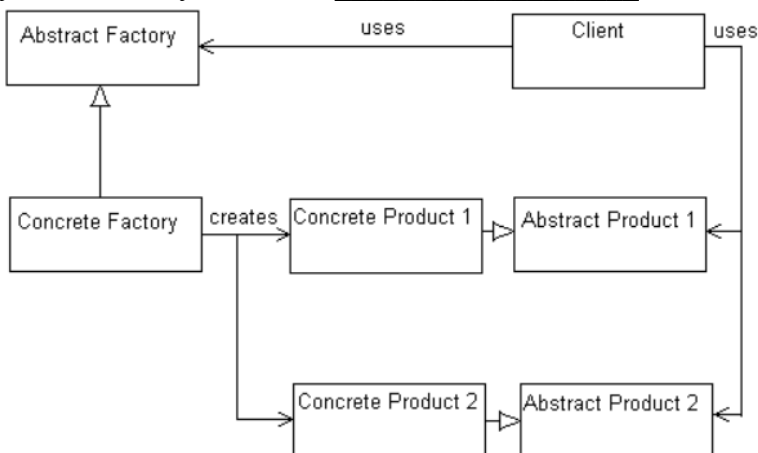 Abstract Factory
uses
Client
uses
Concrete Factory
creates
Concrete Product 1
Abstract Product 1
Concrete Product 2
Abstract Product 2